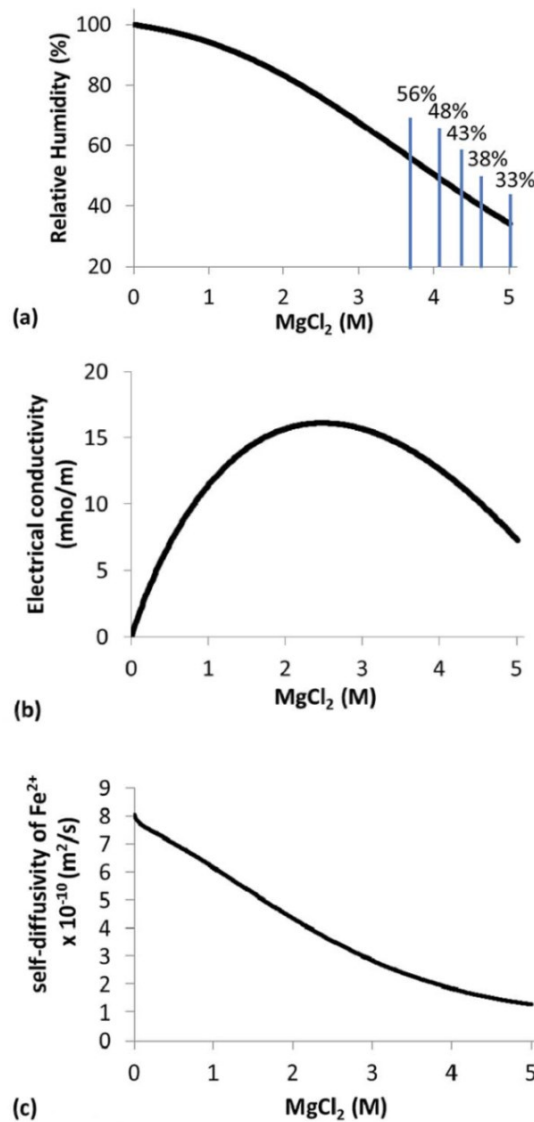 100
80
60
40
20
Relative Humidity (%)
56%
48%
43%
38%
33%
0 1 2 3 4 5
MgCl₂ (M)
(a)
20
15
10
5
0
Electrical conductivity
(mho/m)
0 1 2 3 4 5
MgCl₂ (M)
(b)
9
8
7
6
5
4
3
2
1
0
self-diffusivity of Fe²⁺
x 10⁻¹⁰ (m²/s)
0 1 2 3 4 5
MgCl₂ (M)
(c)